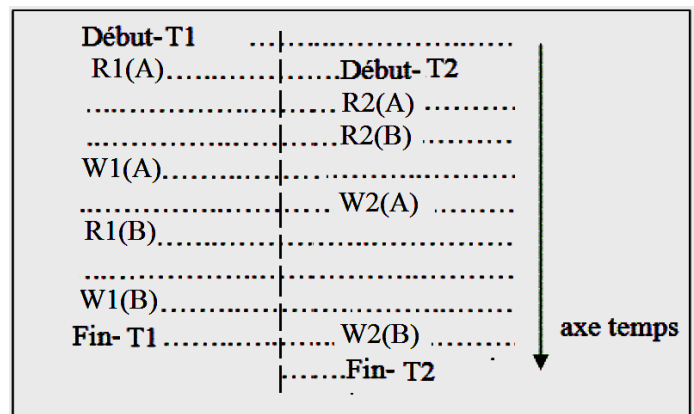 Début-T1 ..............................
R1(A)....................Début-T2
.................... R2(A) .........
.................... R2(B) .........
W1(A)..............................
.................... W2(A) ........
R1(B)..............................
........................................
W1(B)..............................
Fin-T1 .................... W2(B) ........
axe temps
.......Fin-T2